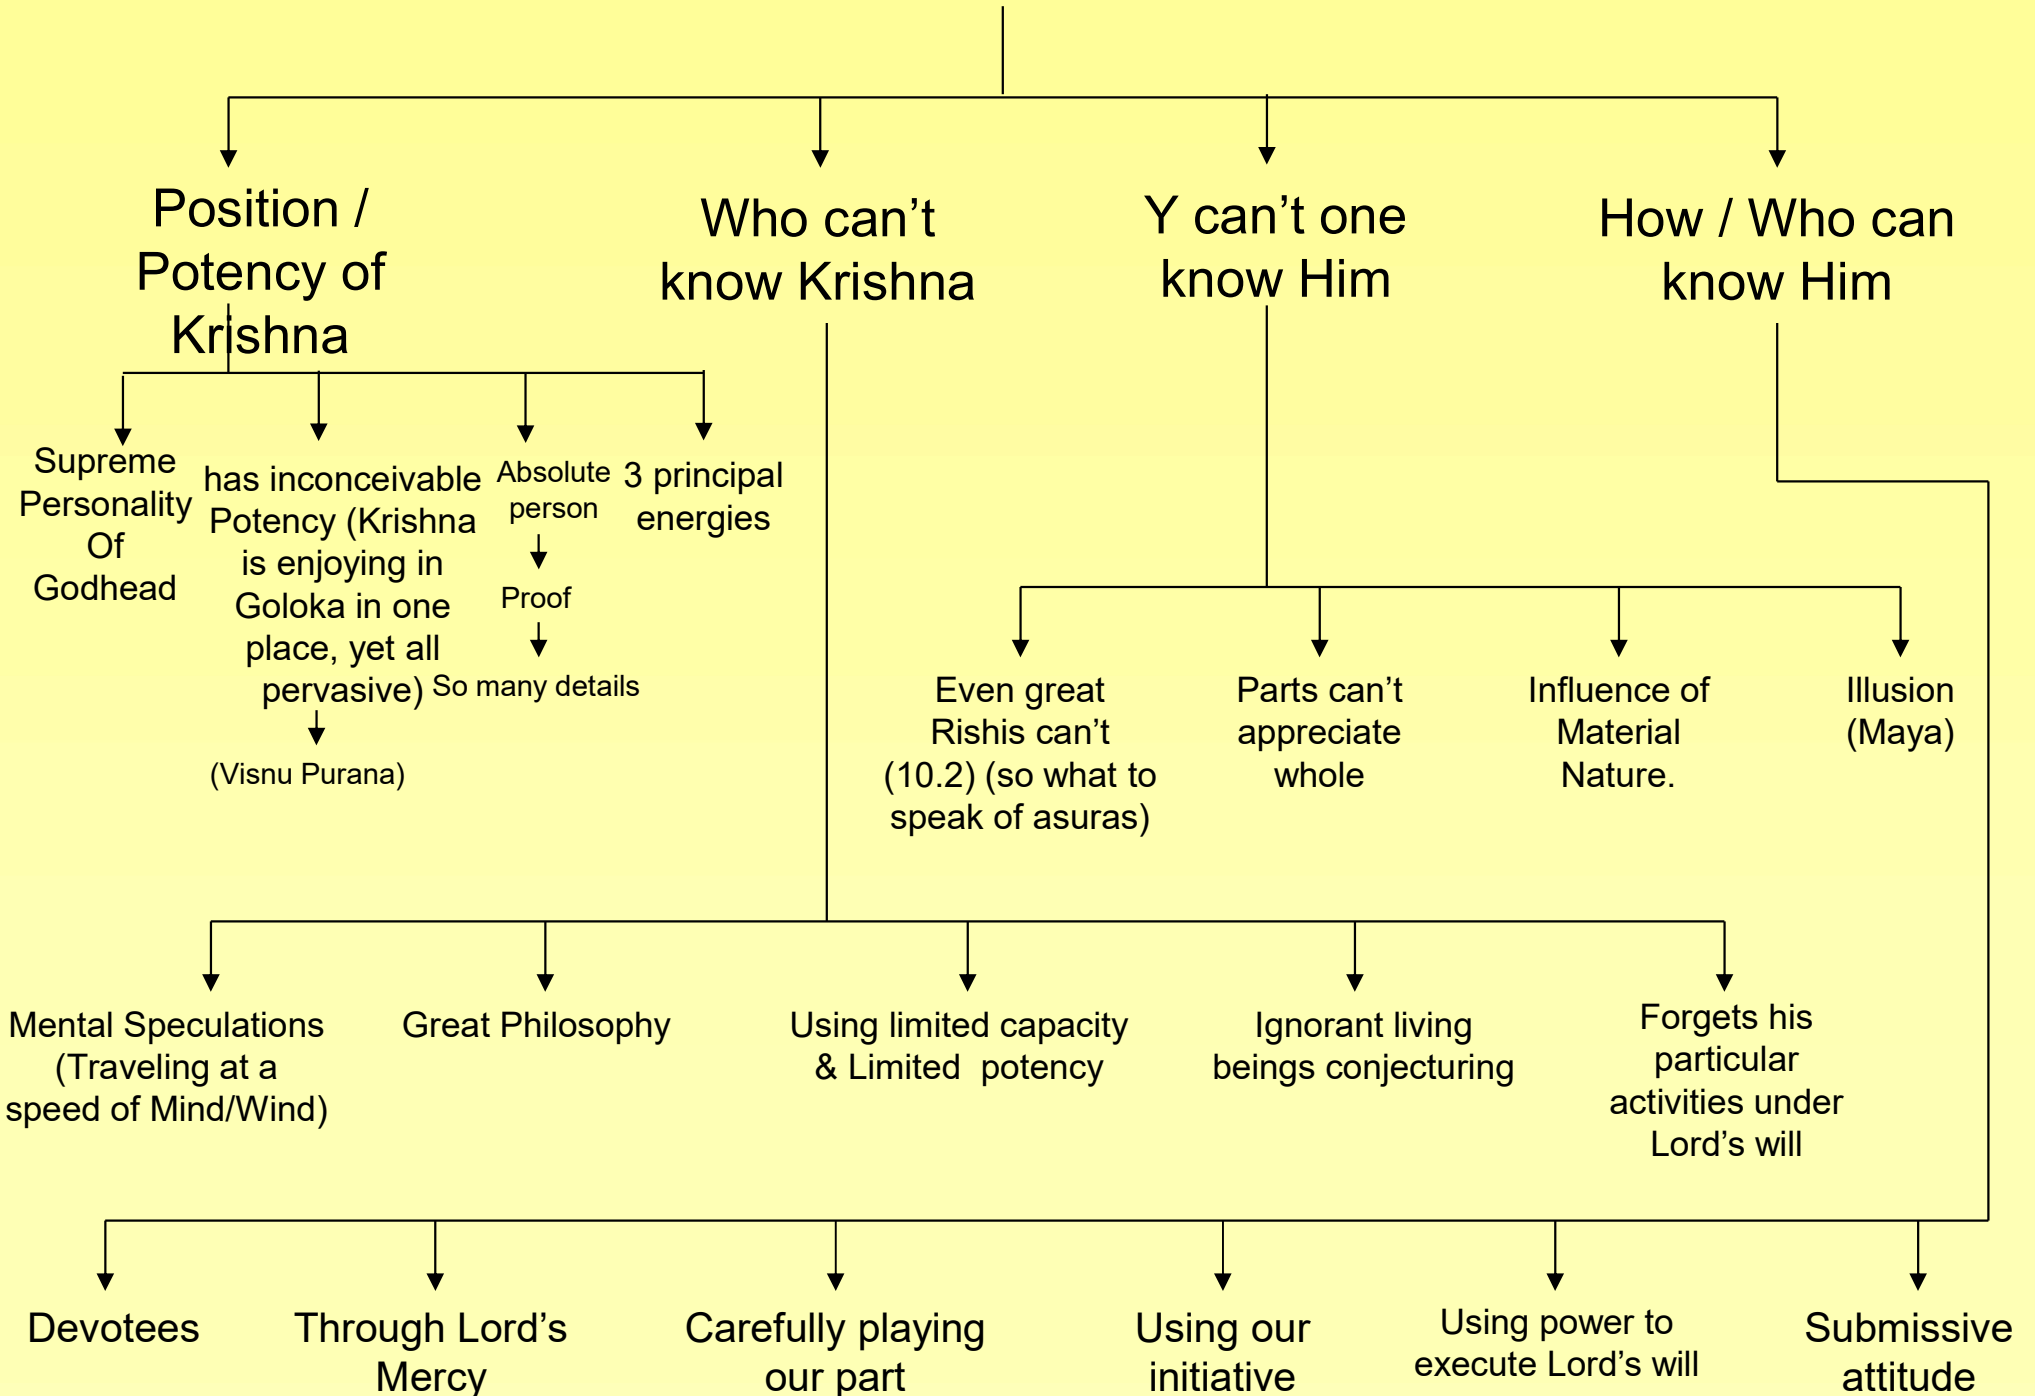 Position /
Potency of
Krishna
Who can’t
know Krishna
Y can’t one
know Him
How / Who can
know Him
Supreme
Personality
Of
Godhead
has inconceivable
Potency (Krishna
is enjoying in
Goloka in one
place, yet all
pervasive)
(Visnu Purana)
Absolute
person
Proof
So many details
3 principal
energies
Even great
Rishis can’t
(10.2) (so what to
speak of asuras)
Parts can’t
appreciate
whole
Influence of
Material
Nature.
Illusion
(Maya)
Mental Speculations
(Traveling at a
speed of Mind/Wind)
Great Philosophy
Using limited capacity
& Limited  potency
Ignorant living
beings conjecturing
Forgets his
particular
activities under
Lord’s will
Devotees
Through Lord’s
Mercy
Carefully playing
our part
Using our
initiative
Using power to
execute Lord’s will
Submissive
attitude